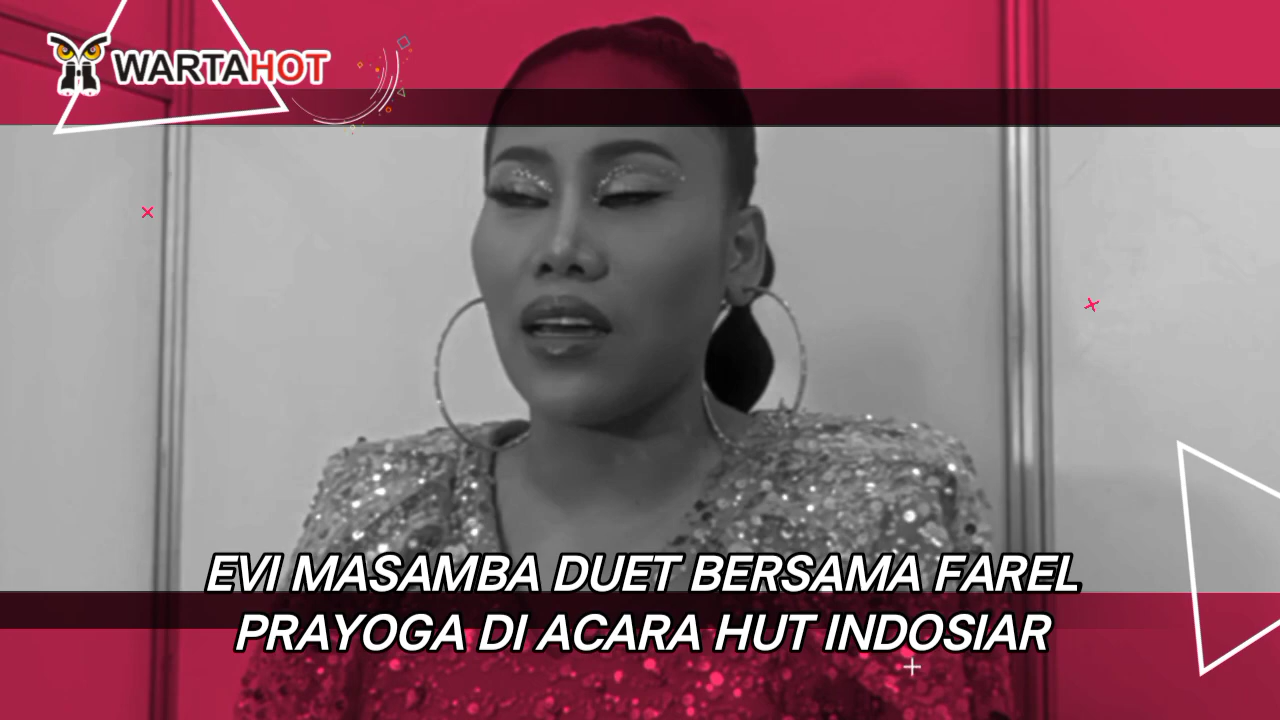 WARTAHOT
EVI MASAMBA DUET BERSAMA FAREL
PRAYOGA DI ACARA HUT INDOSIAR